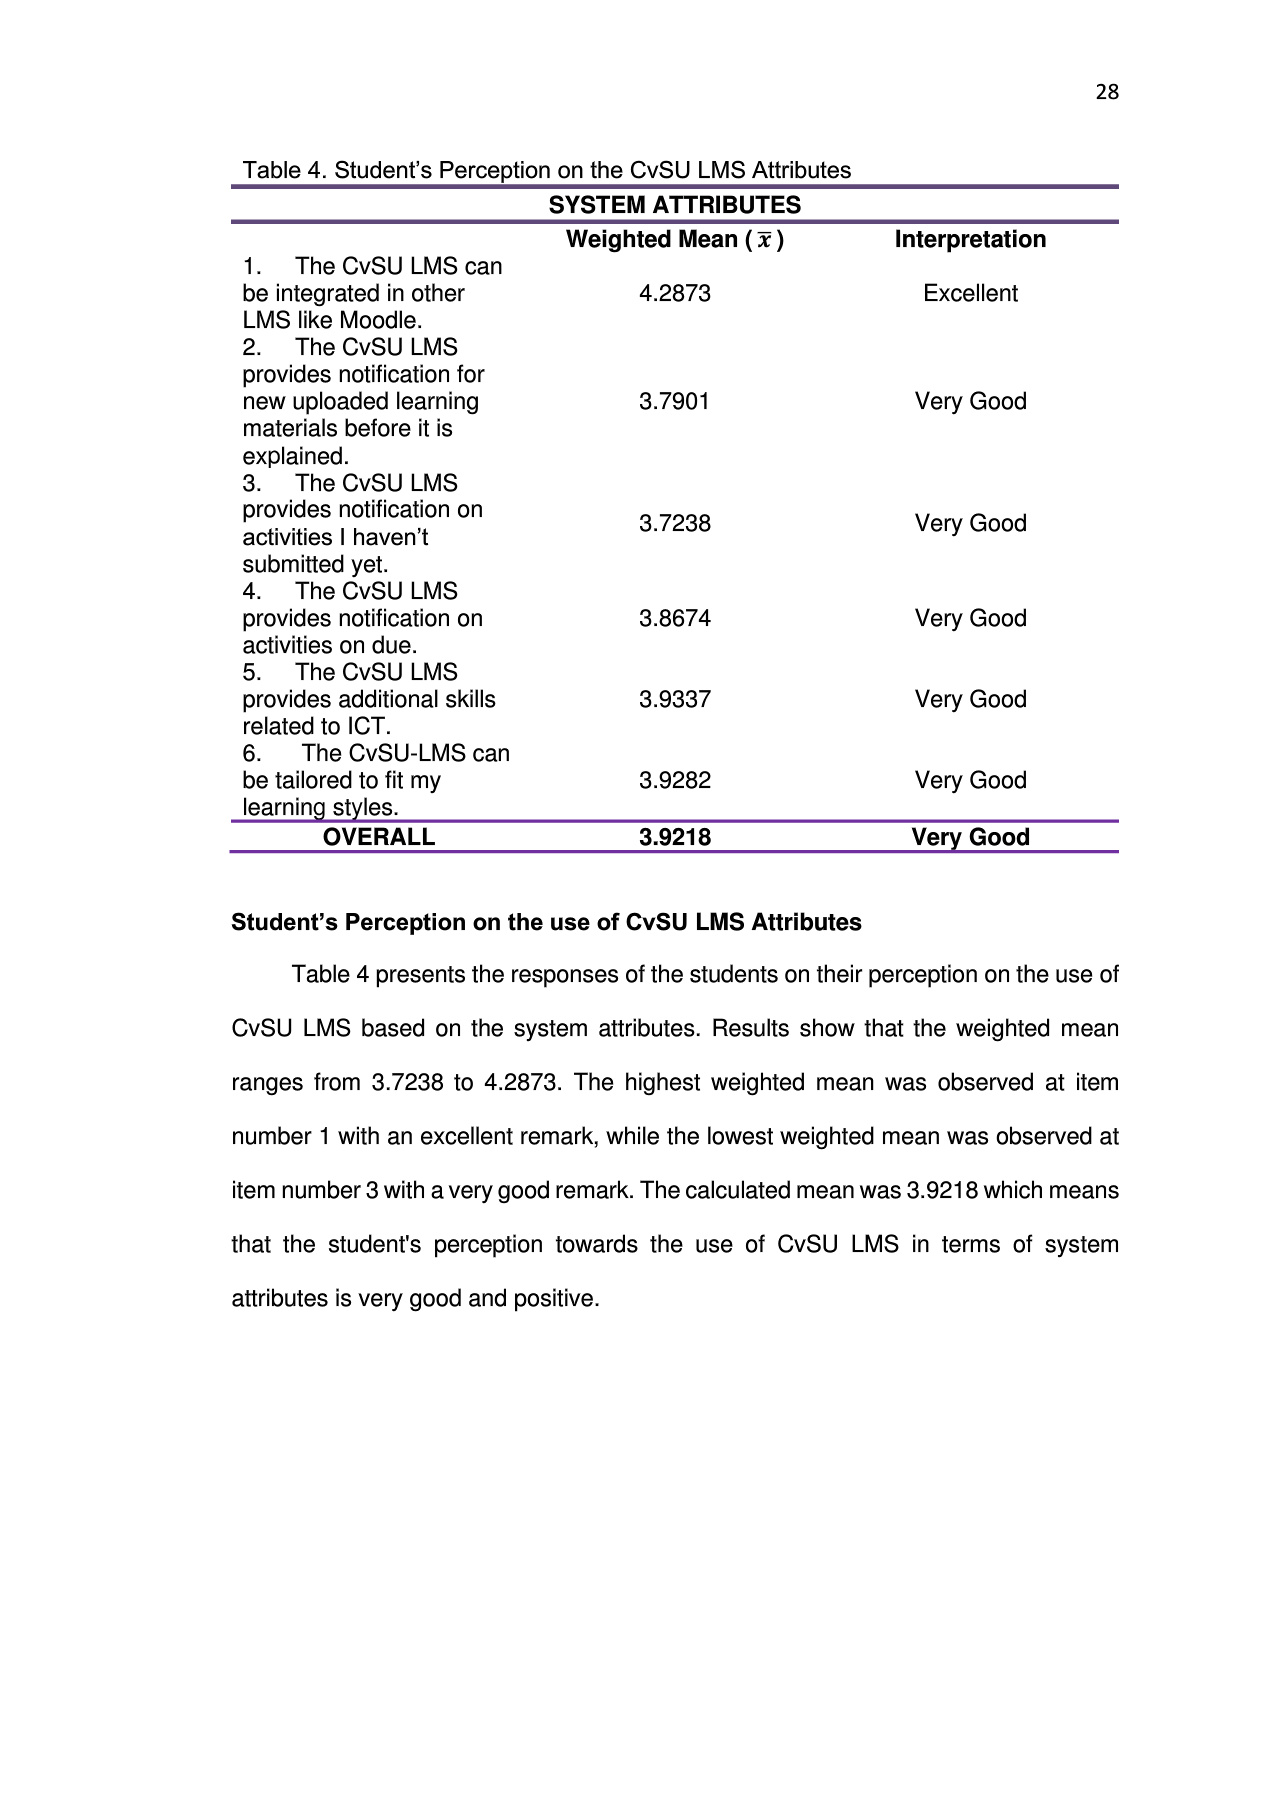 28
Table 4. Student’s Perception on the CvSU LMS Attributes
SYSTEM ATTRIBUTES
Weighted Mean ( x̅ ) Interpretation
1. The CvSU LMS can
be integrated in other
LMS like Moodle.
4.2873 Excellent
2. The CvSU LMS
provides notification for
new uploaded learning
materials before it is
explained.
3.7901 Very Good
3. The CvSU LMS
provides notification on
activities I haven’t
submitted yet.
3.7238 Very Good
4. The CvSU LMS
provides notification on
activities on due.
3.8674 Very Good
5. The CvSU LMS
provides additional skills
related to ICT.
3.9337 Very Good
6. The CvSU-LMS can
be tailored to fit my
learning styles.
3.9282 Very Good
OVERALL 3.9218 Very Good
Student’s Perception on the use of CvSU LMS Attributes
Table 4 presents the responses of the students on their perception on the use of
CvSU LMS based on the system attributes. Results show that the weighted mean
ranges from 3.7238 to 4.2873. The highest weighted mean was observed at item
number 1 with an excellent remark, while the lowest weighted mean was observed at
item number 3 with a very good remark. The calculated mean was 3.9218 which means
that the student's perception towards the use of CvSU LMS in terms of system
attributes is very good and positive.